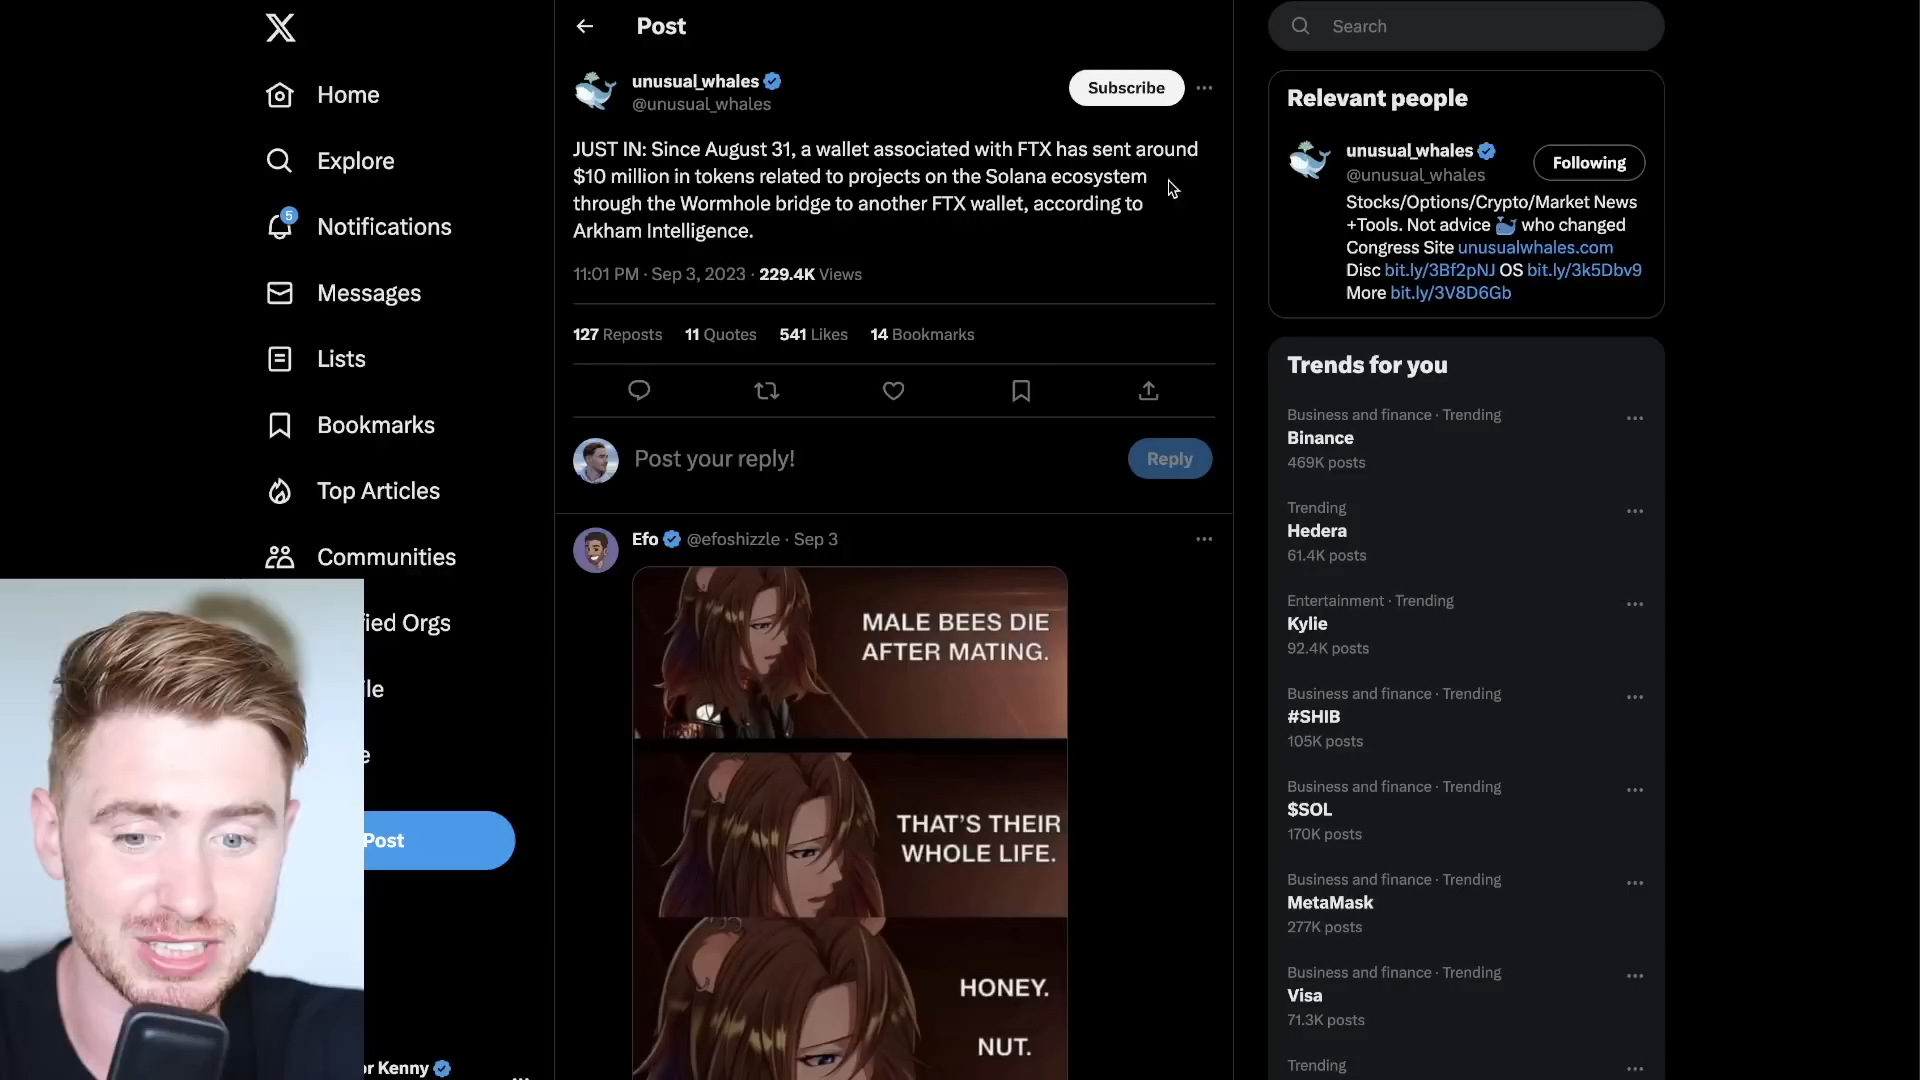 Home
Explore
5
Notifications
Messages
Lists
Bookmarks
Top Articles
Communities
fied Orgs
le
e
Post
or Kenny
Post
unusual_whales
@unusual_whales
Subscribe
JUST IN: Since August 31, a wallet associated with FTX has sent around
$10 million in tokens related to projects on the Solana ecosystem
through the Wormhole bridge to another FTX wallet, according to
Arkham Intelligence.
11:01 PM · Sep 3, 2023 · 229.4K Views
127 Reposts 11 Quotes 541 Likes 14 Bookmarks
Post your reply!
Reply
Efo @efoshizzle · Sep 3
MALE BEES DIE
AFTER MATING.
THAT'S THEIR
WHOLE LIFE.
HONEY.
NUT.
Search
Relevant people
unusual_whales
@unusual_whales
Following
Stocks/Options/Crypto/Market News
+Tools. Not advice 🐳 who changed
Congress Site unusualwhales.com
Disc bit.ly/3Bf2pNJ OS bit.ly/3k5Dbv9
More bit.ly/3V8D6Gb
Trends for you
Business and finance · Trending
Binance
469K posts
Trending
Hedera
61.4K posts
Entertainment · Trending
Kylie
92.4K posts
Business and finance · Trending
#SHIB
105K posts
Business and finance · Trending
$SOL
170K posts
Business and finance · Trending
MetaMask
277K posts
Business and finance · Trending
Visa
71.3K posts
Trending